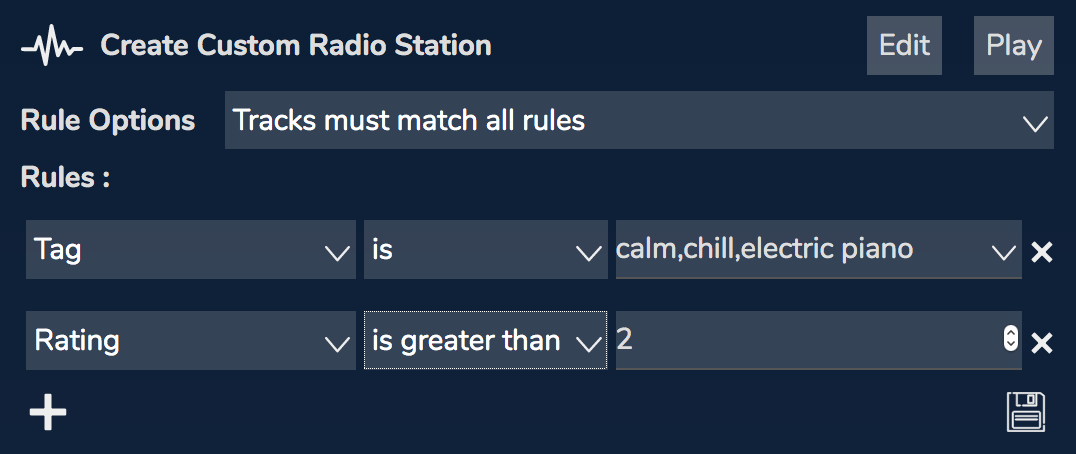 Create Custom Radio Station Edit Play
Rule Options Tracks must match all rules
Rules :
Tag is calm,chill,electric piano
Rating is greater than 2